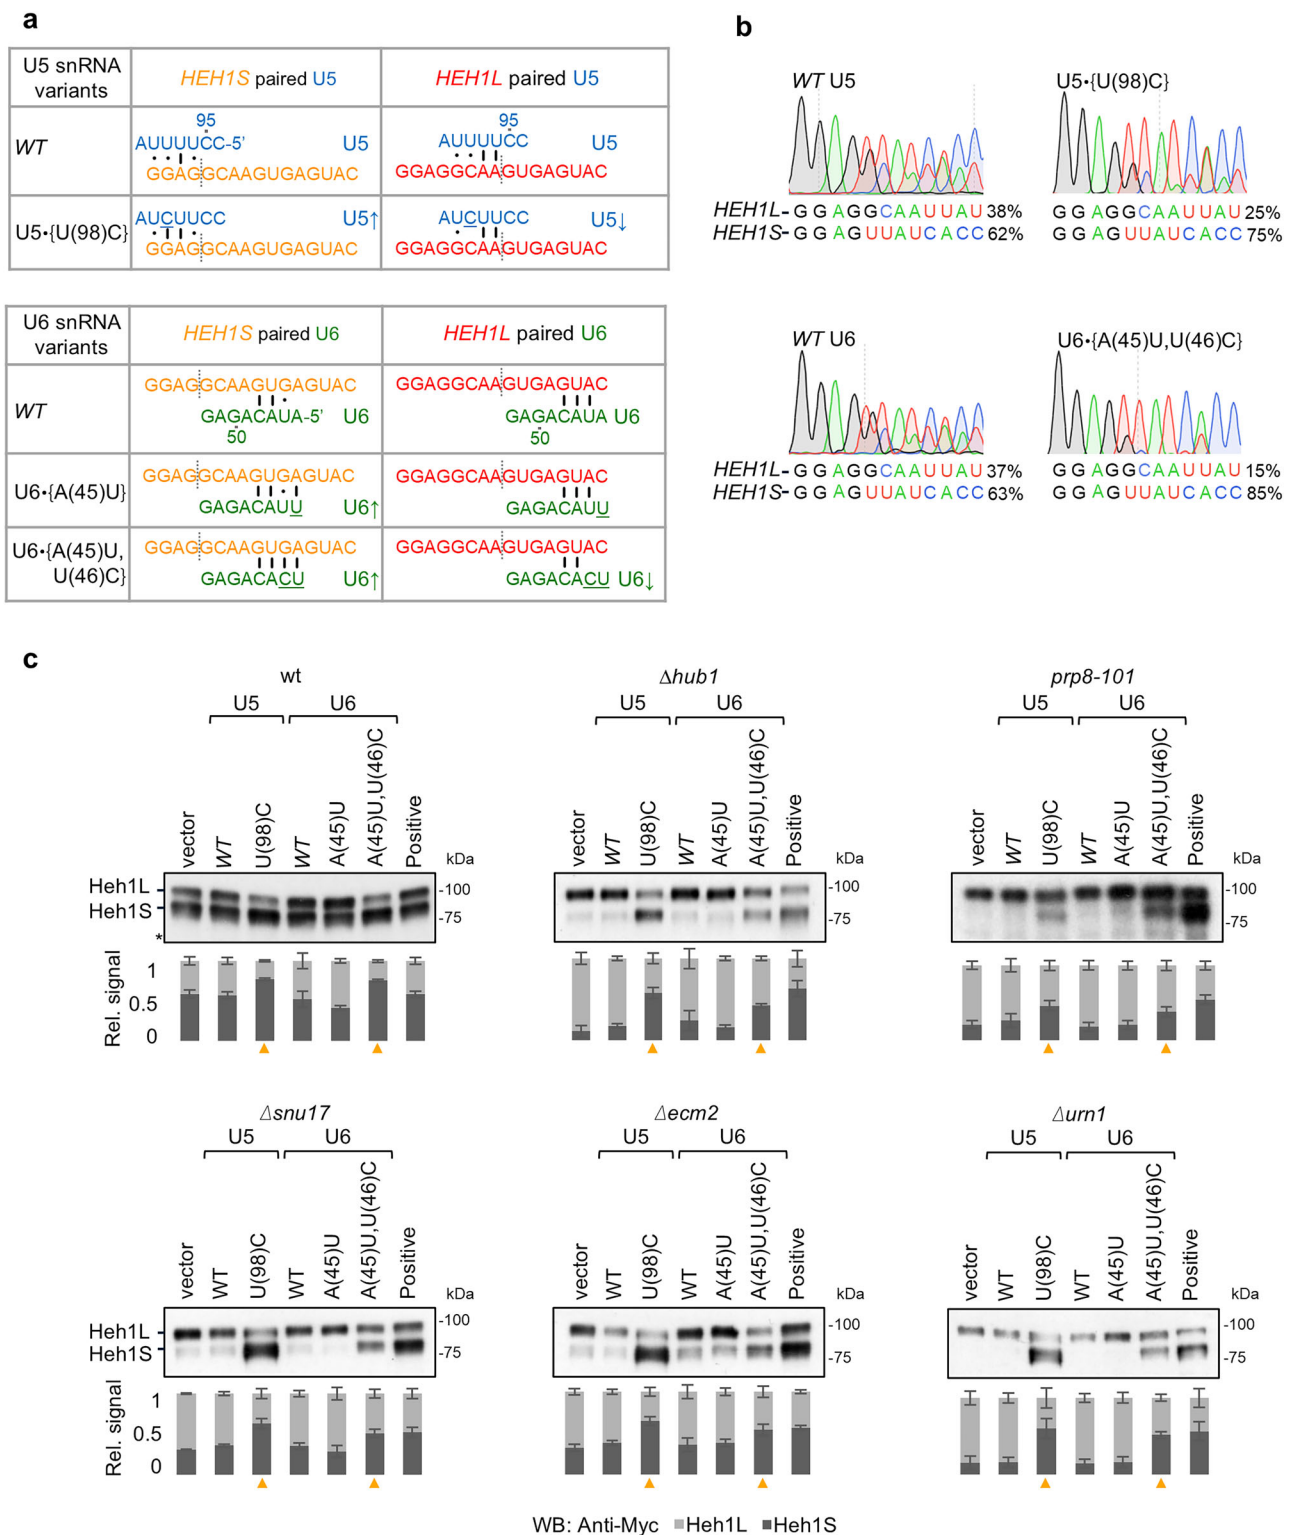 a
U5 snRNA variants
HEH1S paired U5
HEH1L paired U5
WT
95
AUUUUCC-5' U5
GGAGGCAAGUGAGUAC
95
AUUUUCC U5
GGAGGCAAGUGAGUAC
U5•{U(98)C}
AUCUUCC U5↑
GGAGGCAAGUGAGUAC
AUCUUCC U5↓
GGAGGCAAGUGAGUAC
U6 snRNA variants
HEH1S paired U6
HEH1L paired U6
WT
GGAGGCAAGUGAGUAC
GAGACAUA-5' U6
50
GGAGGCAAGUGAGUAC
GAGACAUA U6
50
U6•{A(45)U}
GGAGGCAAGUGAGUAC
GAGACAUU U6↑
GGAGGCAAGUGAGUAC
GAGACAUU
U6•{A(45)U,
U(46)C}
GGAGGCAAGUGAGUAC
GAGACACU U6↑
GGAGGCAAGUGAGUAC
GAGACACU U6↓
b
WT U5
U5•{U(98)C}
HEH1L-GGAGGCAAUUAU38%
GGAGGCAAUUAU25%
HEH1S-GGAGUUAUCACC62%
GGAGUUAUCACC75%
WT U6
U6•{A(45)U,U(46)C}
HEH1L-GGAGGCAAUUAU37%
GGAGGCAAUUAU15%
HEH1S-GGAGUUAUCACC63%
GGAGUUAUCACC85%
c
wt
U5 U6
vector WT U(98)C WT A(45)U A(45)U,U(46)C Positive
kDa
Heh1L -100
Heh1S -75
*
Rel. signal
1
0.5
0
Δhub1
U5 U6
vector WT U(98)C WT A(45)U A(45)U,U(46)C Positive
kDa
-100
-75
prp8-101
U5 U6
vector WT U(98)C WT A(45)U A(45)U,U(46)C Positive
kDa
-100
-75
Δsnu17
U5 U6
vector WT U(98)C WT A(45)U A(45)U,U(46)C Positive
kDa
Heh1L -100
Heh1S -75
Rel. signal
1
0.5
0
Δecm2
U5 U6
vector WT U(98)C WT A(45)U A(45)U,U(46)C Positive
kDa
-100
-75
Δurn1
U5 U6
vector WT U(98)C WT A(45)U A(45)U,U(46)C Positive
kDa
-100
-75
WB: Anti-Myc Heh1L Heh1S